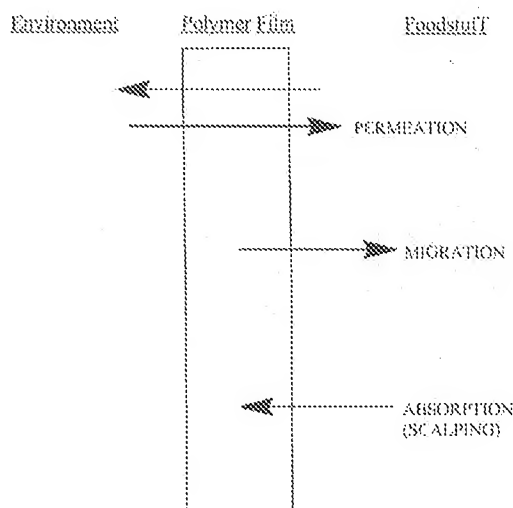 Environment Polymer Film Foodstuff
PERMEATION
MIGRATION
ABSORPTION
(SCALPING)